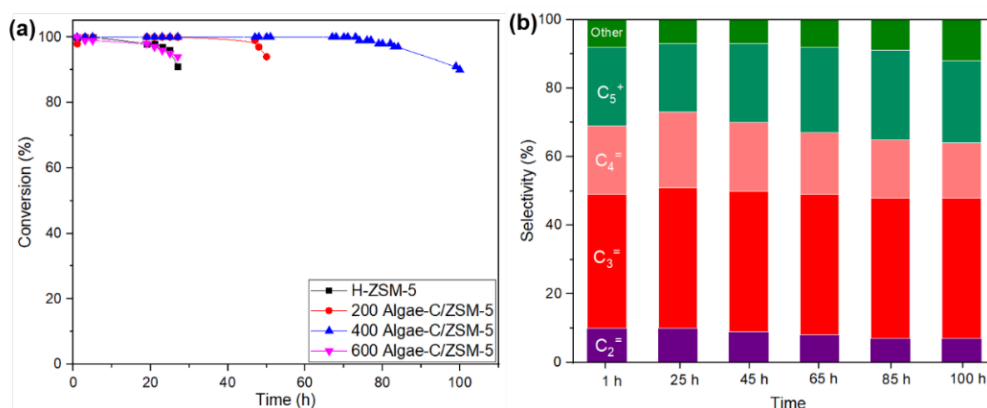 (a)
100
80
60
40
20
0
Conversion (%)
0 20 40 60 80 100
Time (h)
H-ZSM-5
200 Algae-C/ZSM-5
400 Algae-C/ZSM-5
600 Algae-C/ZSM-5
(b)
100
80
60
40
20
0
Selectivity (%)
Other
C₅⁺
C₄⁼
C₃⁼
C₂⁼
1 h 25 h 45 h 65 h 85 h 100 h
Time